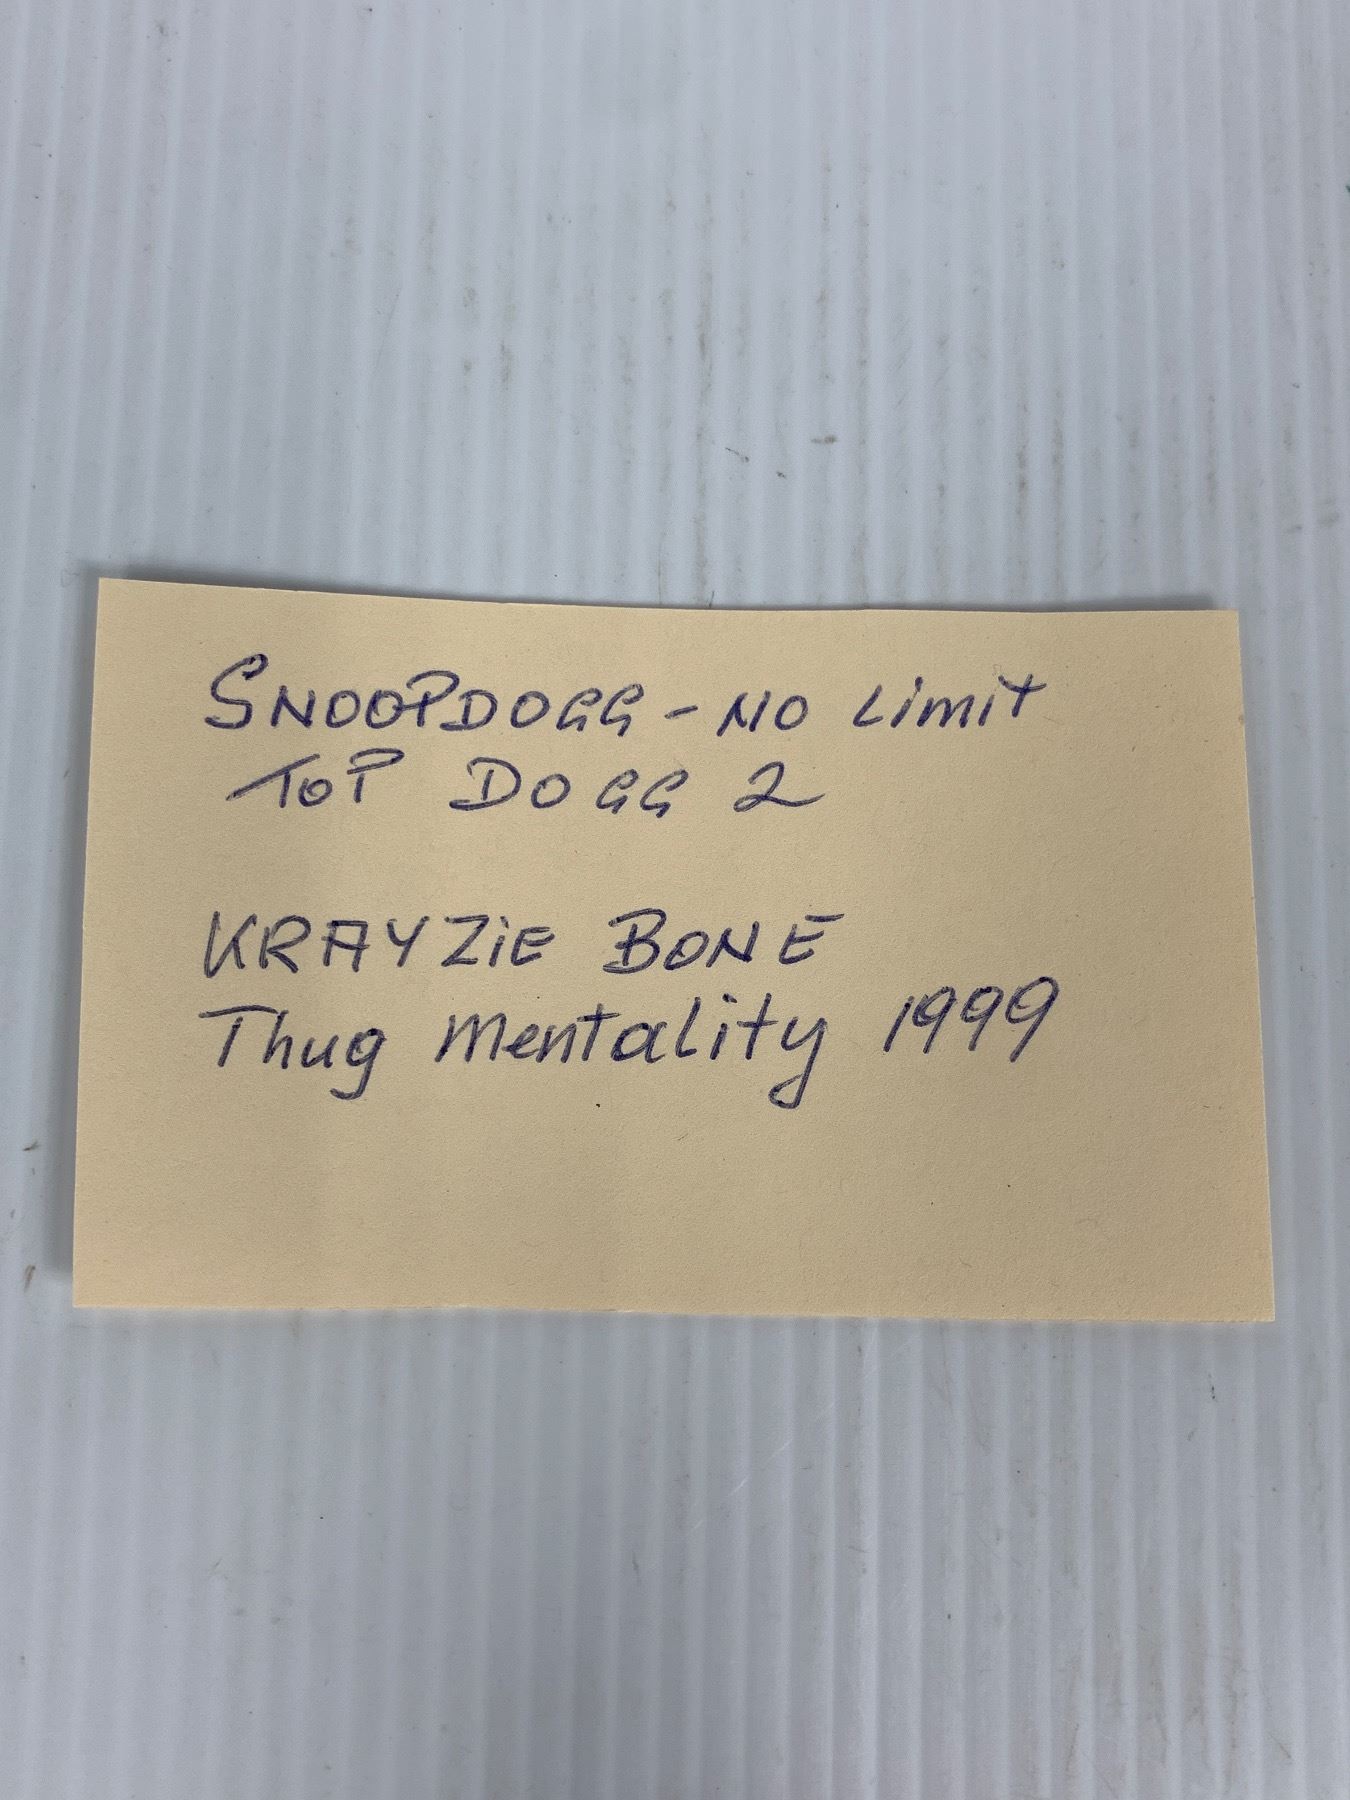 SNOOPDOGG - NO Limit
TOP DOGG 2
KRAYZiE BONE
Thug Mentality 1999